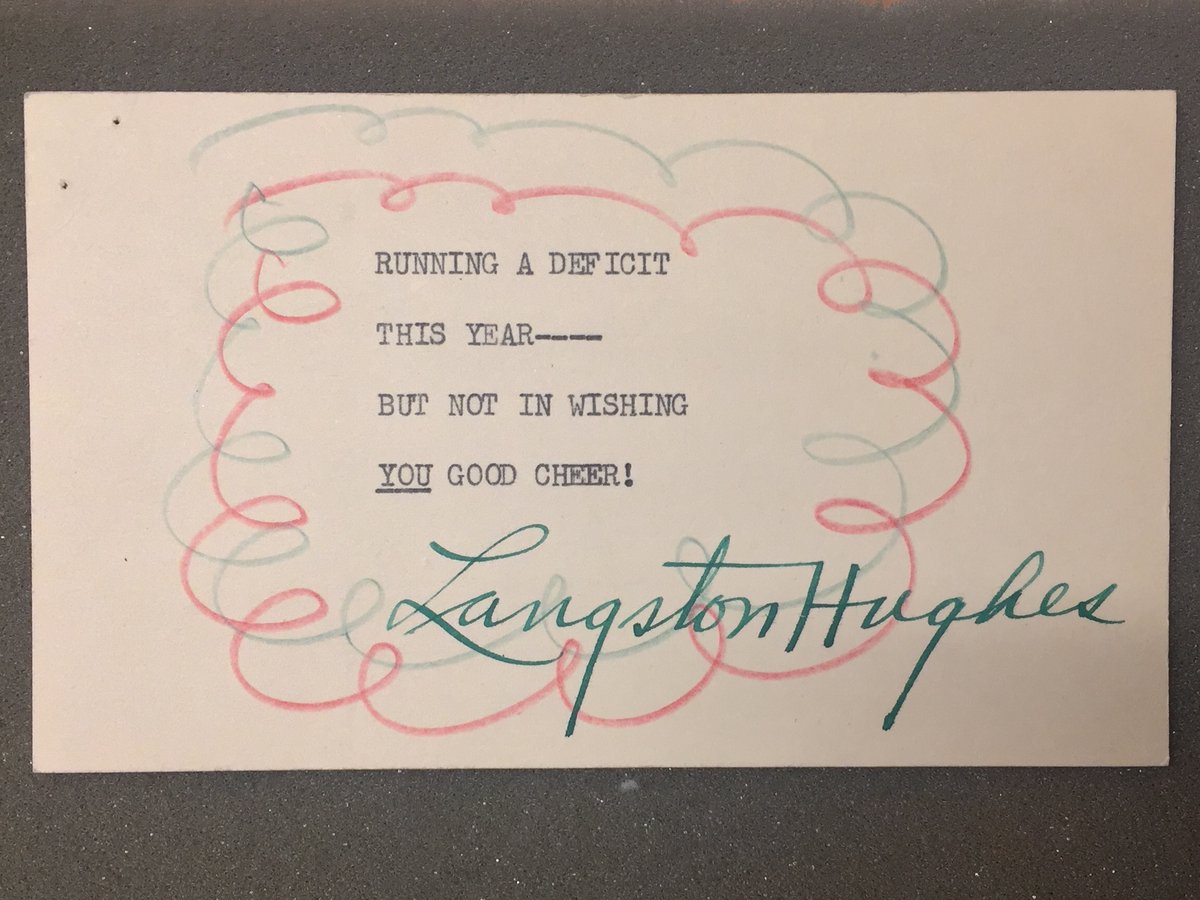 RUNNING A DEFICIT
THIS YEAR----
BUT NOT IN WISHING
YOU GOOD CHEER!
Langston Hughes